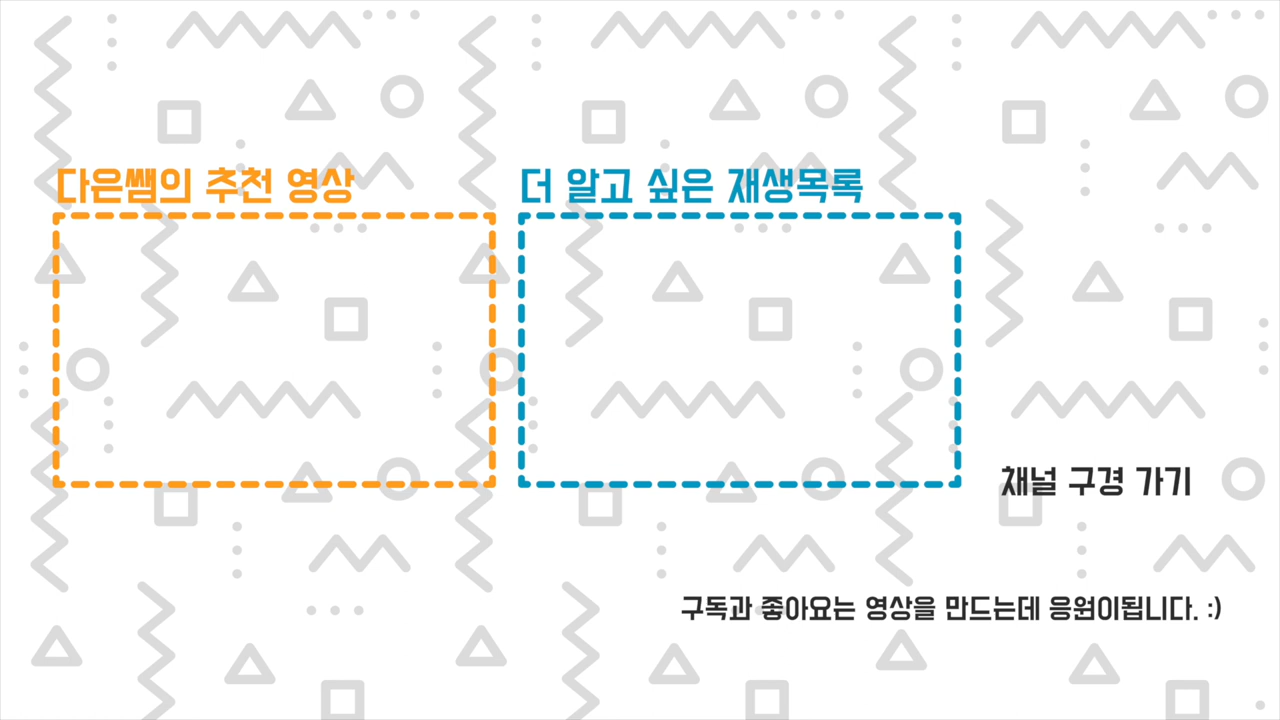 다은쌤의 추천 영상
더 알고 싶은 재생목록
채널 구경 가기
구독과 좋아요는 영상을 만드는데 응원이됩니다. :)